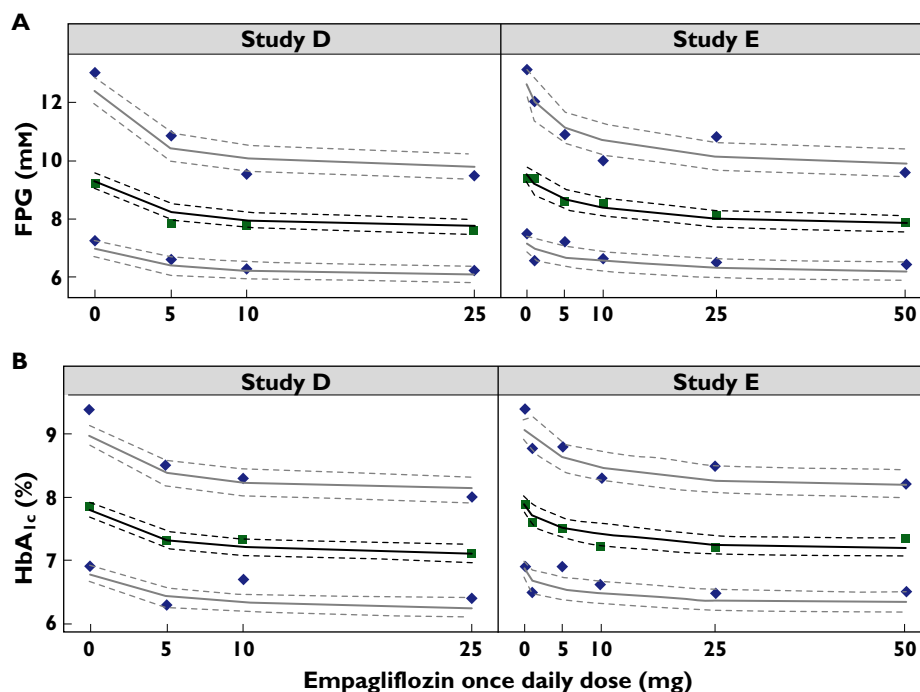 A
Study D
Study E
FPG (mM)
12
10
8
6
0 5 10 25
0 5 10 25 50
B
Study D
Study E
HbA1c (%)
9
8
7
6
0 5 10 25
0 5 10 25 50
Empagliflozin once daily dose (mg)